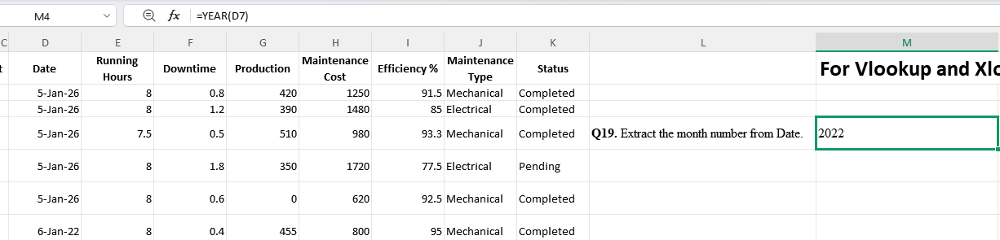 M4 fx =YEAR(D7)
C D E F G H I J K L M
t Date Running Hours Downtime Production Maintenance Cost Efficiency % Maintenance Type Status For Vlookup and Xlo
5-Jan-26 8 0.8 420 1250 91.5 Mechanical Completed
5-Jan-26 8 1.2 390 1480 85 Electrical Completed
5-Jan-26 7.5 0.5 510 980 93.3 Mechanical Completed Q19. Extract the month number from Date. 2022
5-Jan-26 8 1.8 350 1720 77.5 Electrical Pending
5-Jan-26 8 0.6 0 620 92.5 Mechanical Completed
6-Jan-22 8 0.4 455 800 95 Mechanical Completed